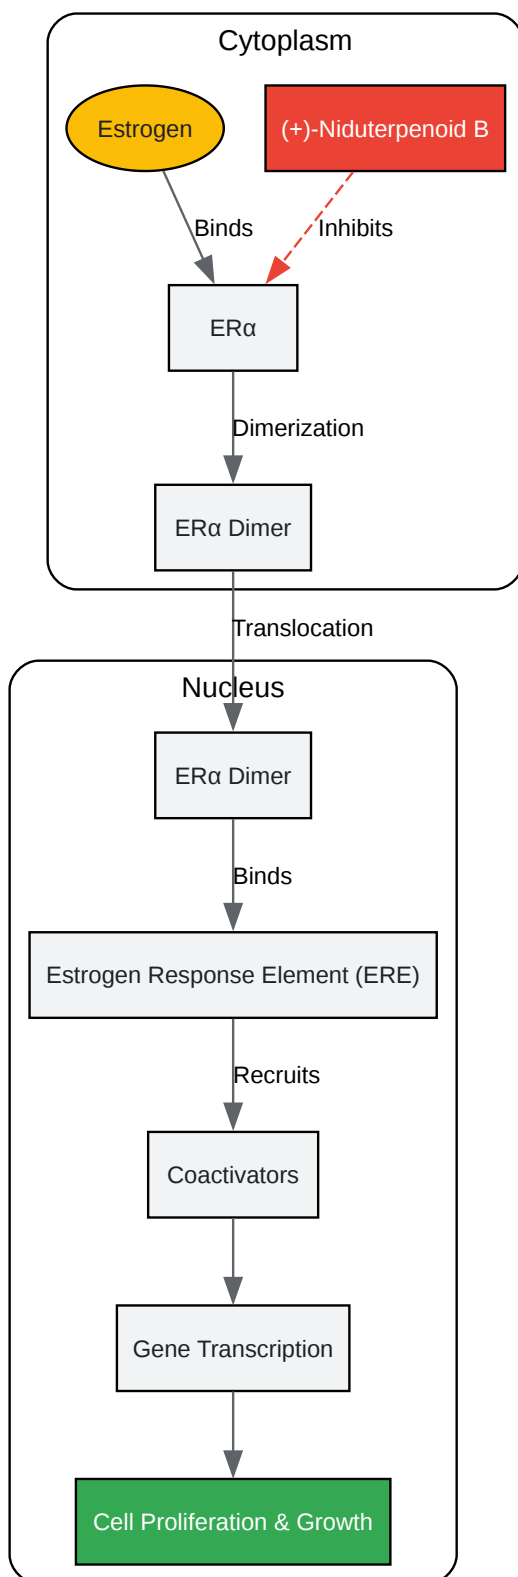 Cytoplasm
Estrogen
(+)-Niduterpenoid B
Binds
Inhibits
ERα
Dimerization
ERα Dimer
Translocation
Nucleus
ERα Dimer
Binds
Estrogen Response Element (ERE)
Recruits
Coactivators
Gene Transcription
Cell Proliferation & Growth